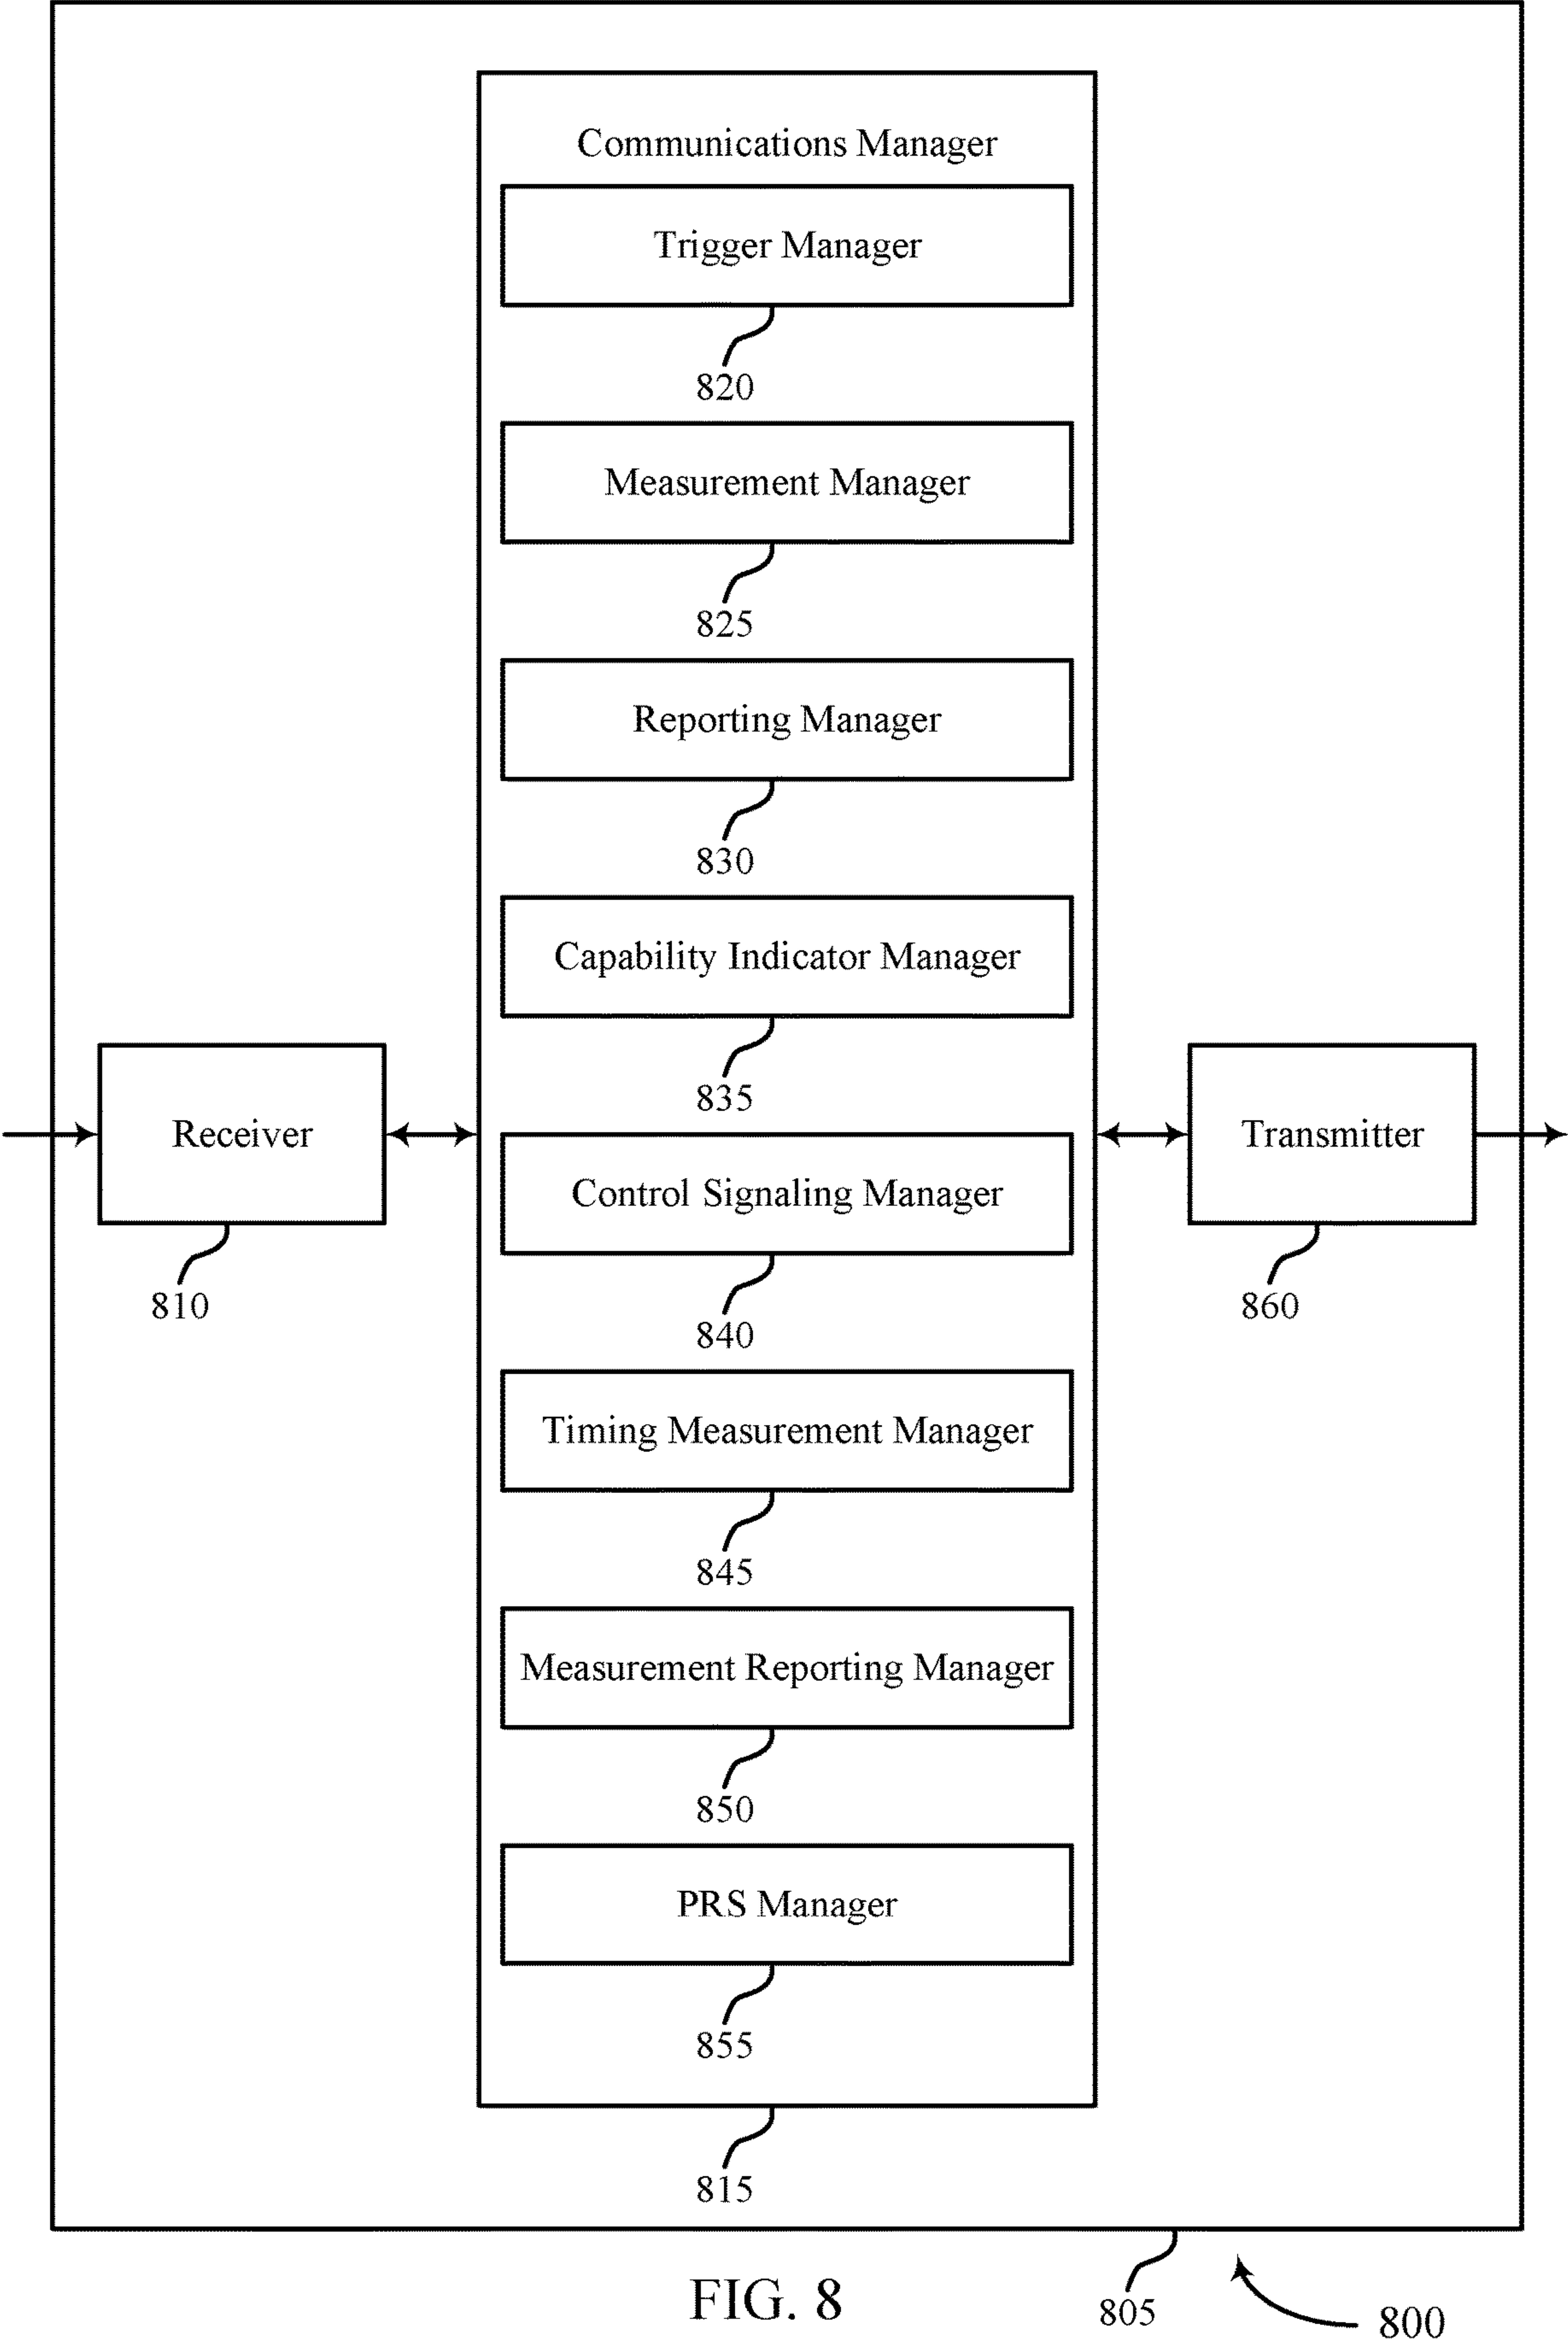 Communications Manager
Trigger Manager
820
Measurement Manager
825
Reporting Manager
830
Capability Indicator Manager
835
Receiver
810
Control Signaling Manager
840
Transmitter
860
Timing Measurement Manager
845
Measurement Reporting Manager
850
PRS Manager
855
815
805
800
FIG. 8